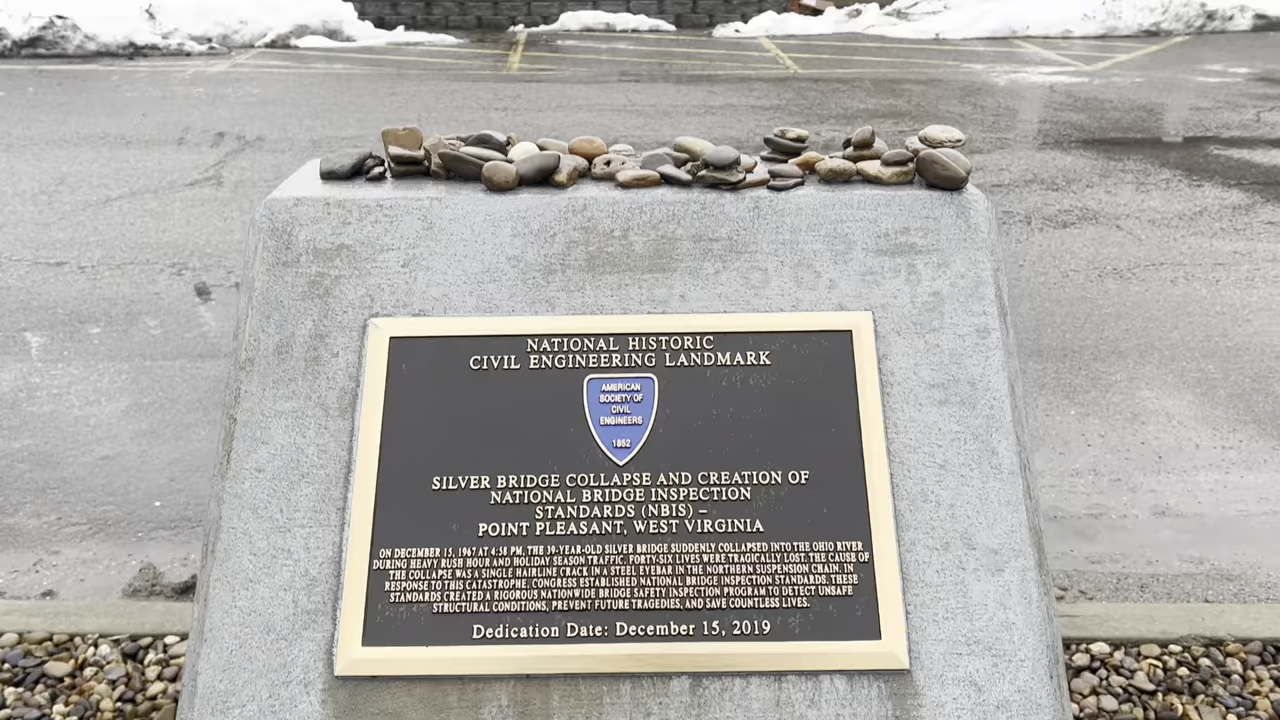 NATIONAL HISTORIC
CIVIL ENGINEERING LANDMARK
AMERICAN
SOCIETY OF
CIVIL
ENGINEERS
1852
SILVER BRIDGE COLLAPSE AND CREATION OF
NATIONAL BRIDGE INSPECTION
STANDARDS (NBIS) –
POINT PLEASANT, WEST VIRGINIA
ON DECEMBER 15, 1967 AT 4:58 PM, THE 39-YEAR-OLD SILVER BRIDGE SUDDENLY COLLAPSED INTO THE OHIO RIVER
DURING HEAVY RUSH HOUR AND HOLIDAY SEASON TRAFFIC. FORTY-SIX LIVES WERE TRAGICALLY LOST. THE CAUSE OF
THE COLLAPSE WAS A SINGLE HAIRLINE CRACK IN A STEEL EYEBAR IN THE NORTHERN SUSPENSION CHAIN. IN
RESPONSE TO THIS CATASTROPHE, CONGRESS ESTABLISHED NATIONAL BRIDGE INSPECTION STANDARDS. THESE
STANDARDS CREATED A RIGOROUS NATIONWIDE BRIDGE SAFETY INSPECTION PROGRAM TO DETECT UNSAFE
STRUCTURAL CONDITIONS, PREVENT FUTURE TRAGEDIES, AND SAVE COUNTLESS LIVES.
Dedication Date: December 15, 2019